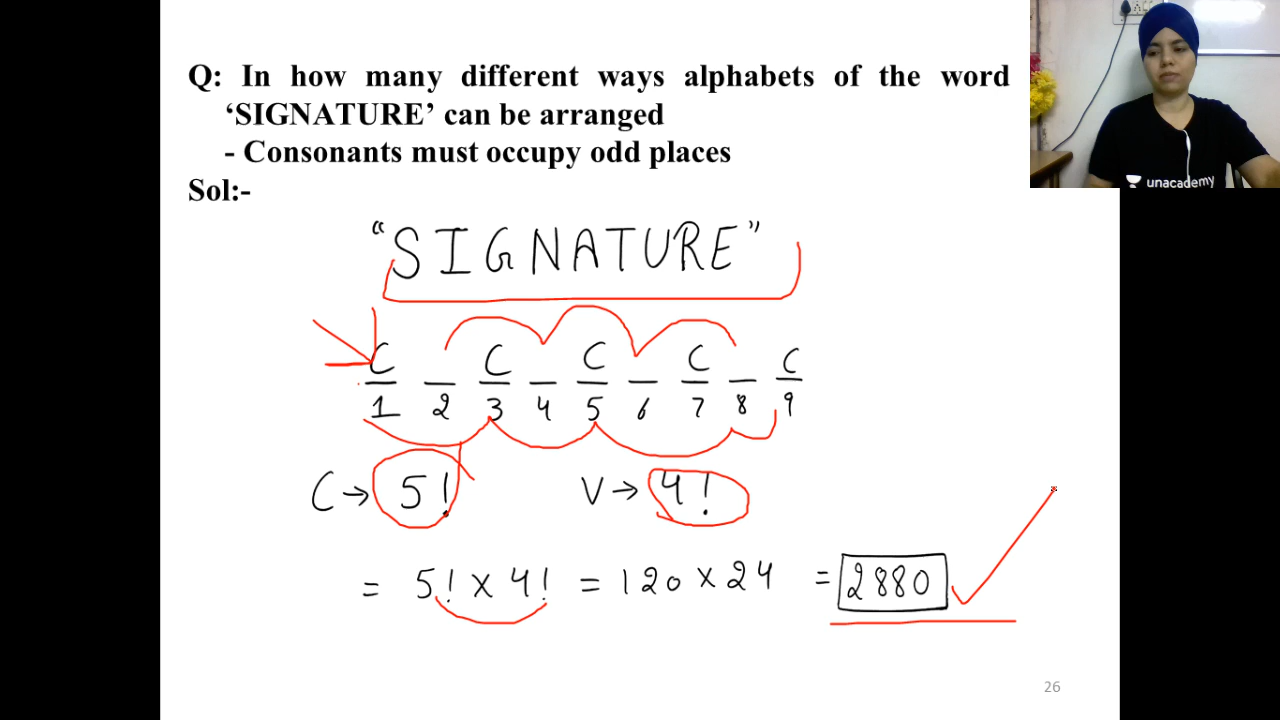 Q: In how many different ways alphabets of the word
‘SIGNATURE’ can be arranged
- Consonants must occupy odd places
Sol:-
“SIGNATURE”
C C C C C
1 2 3 4 5 6 7 8 9
C → 5! V → 4!
= 5! × 4! = 120 × 24 = 2880
26
unacademy